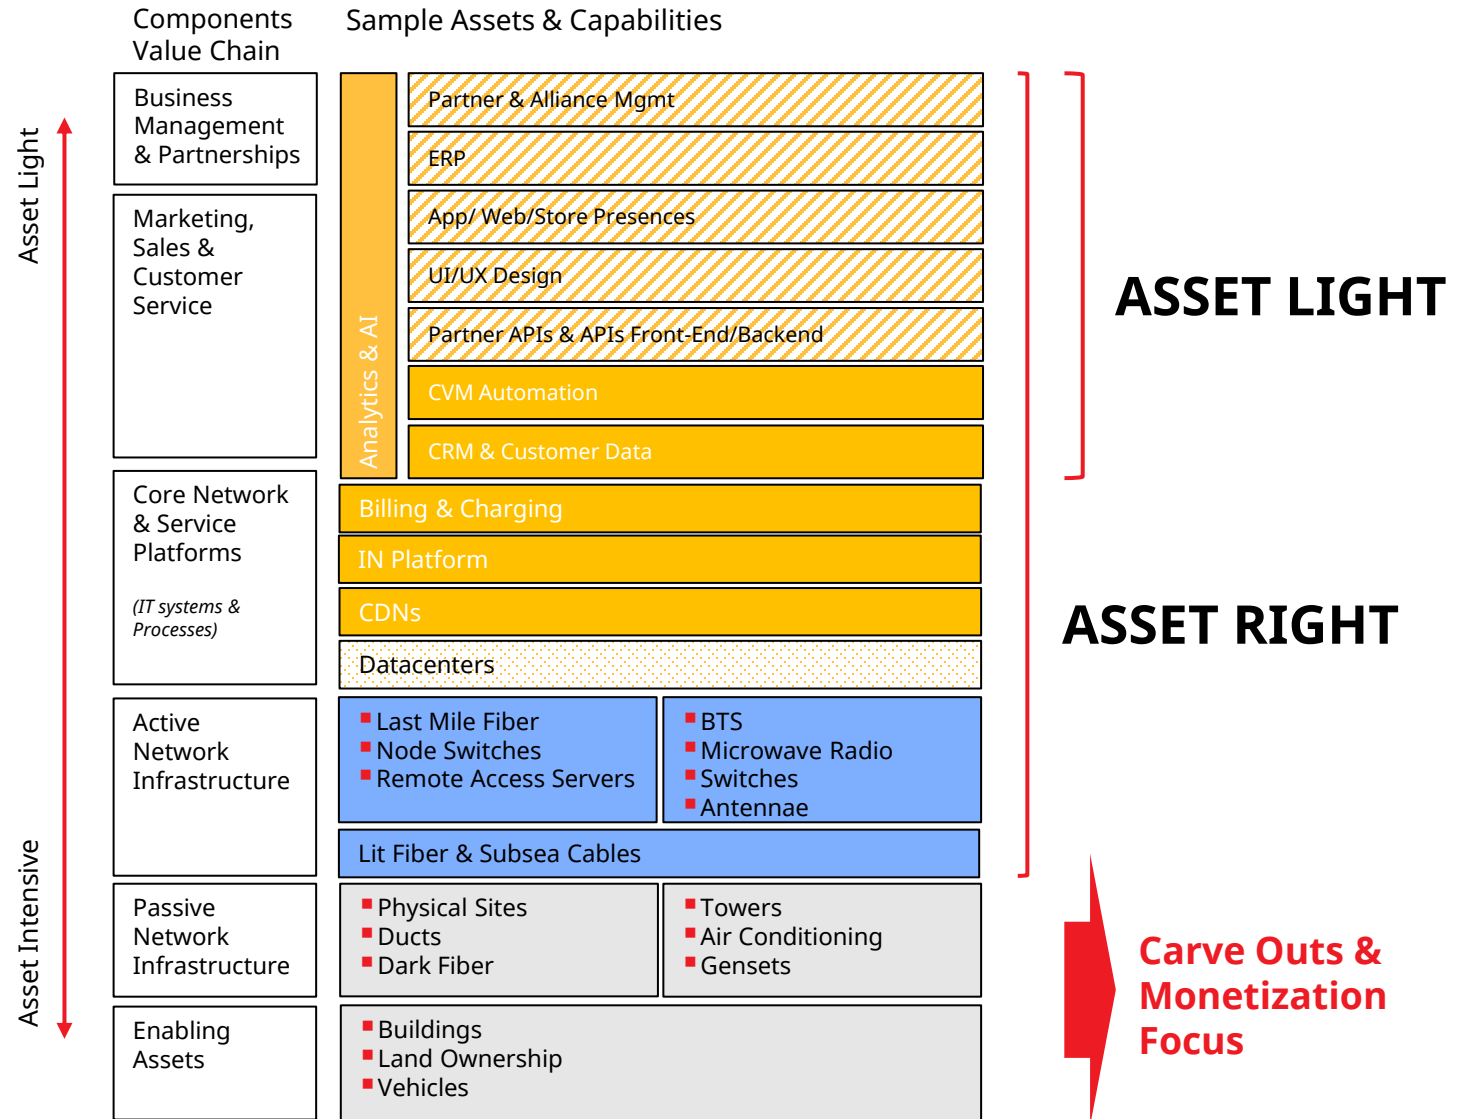 Components
Value Chain
Sample Assets & Capabilities
Asset Light
Asset Intensive
Business
Management
& Partnerships
Marketing,
Sales &
Customer
Service
Core Network
& Service
Platforms
(IT systems &
Processes)
Active
Network
Infrastructure
Passive
Network
Infrastructure
Enabling
Assets
Analytics & AI
Partner & Alliance Mgmt
ERP
App/ Web/Store Presences
UI/UX Design
Partner APIs & APIs Front-End/Backend
CVM Automation
CRM & Customer Data
Billing & Charging
IN Platform
CDNs
Datacenters
Last Mile Fiber
Node Switches
Remote Access Servers
BTS
Microwave Radio
Switches
Antennae
Lit Fiber & Subsea Cables
Physical Sites
Ducts
Dark Fiber
Towers
Air Conditioning
Gensets
Buildings
Land Ownership
Vehicles
ASSET LIGHT
ASSET RIGHT
Carve Outs &
Monetization
Focus